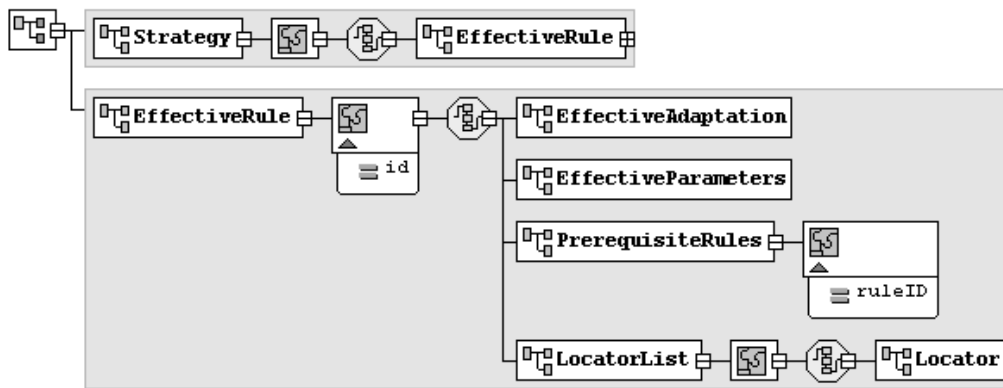 Strategy
EffectiveRule
EffectiveRule
id
EffectiveAdaptation
EffectiveParameters
PrerequisiteRules
ruleID
LocatorList
Locator